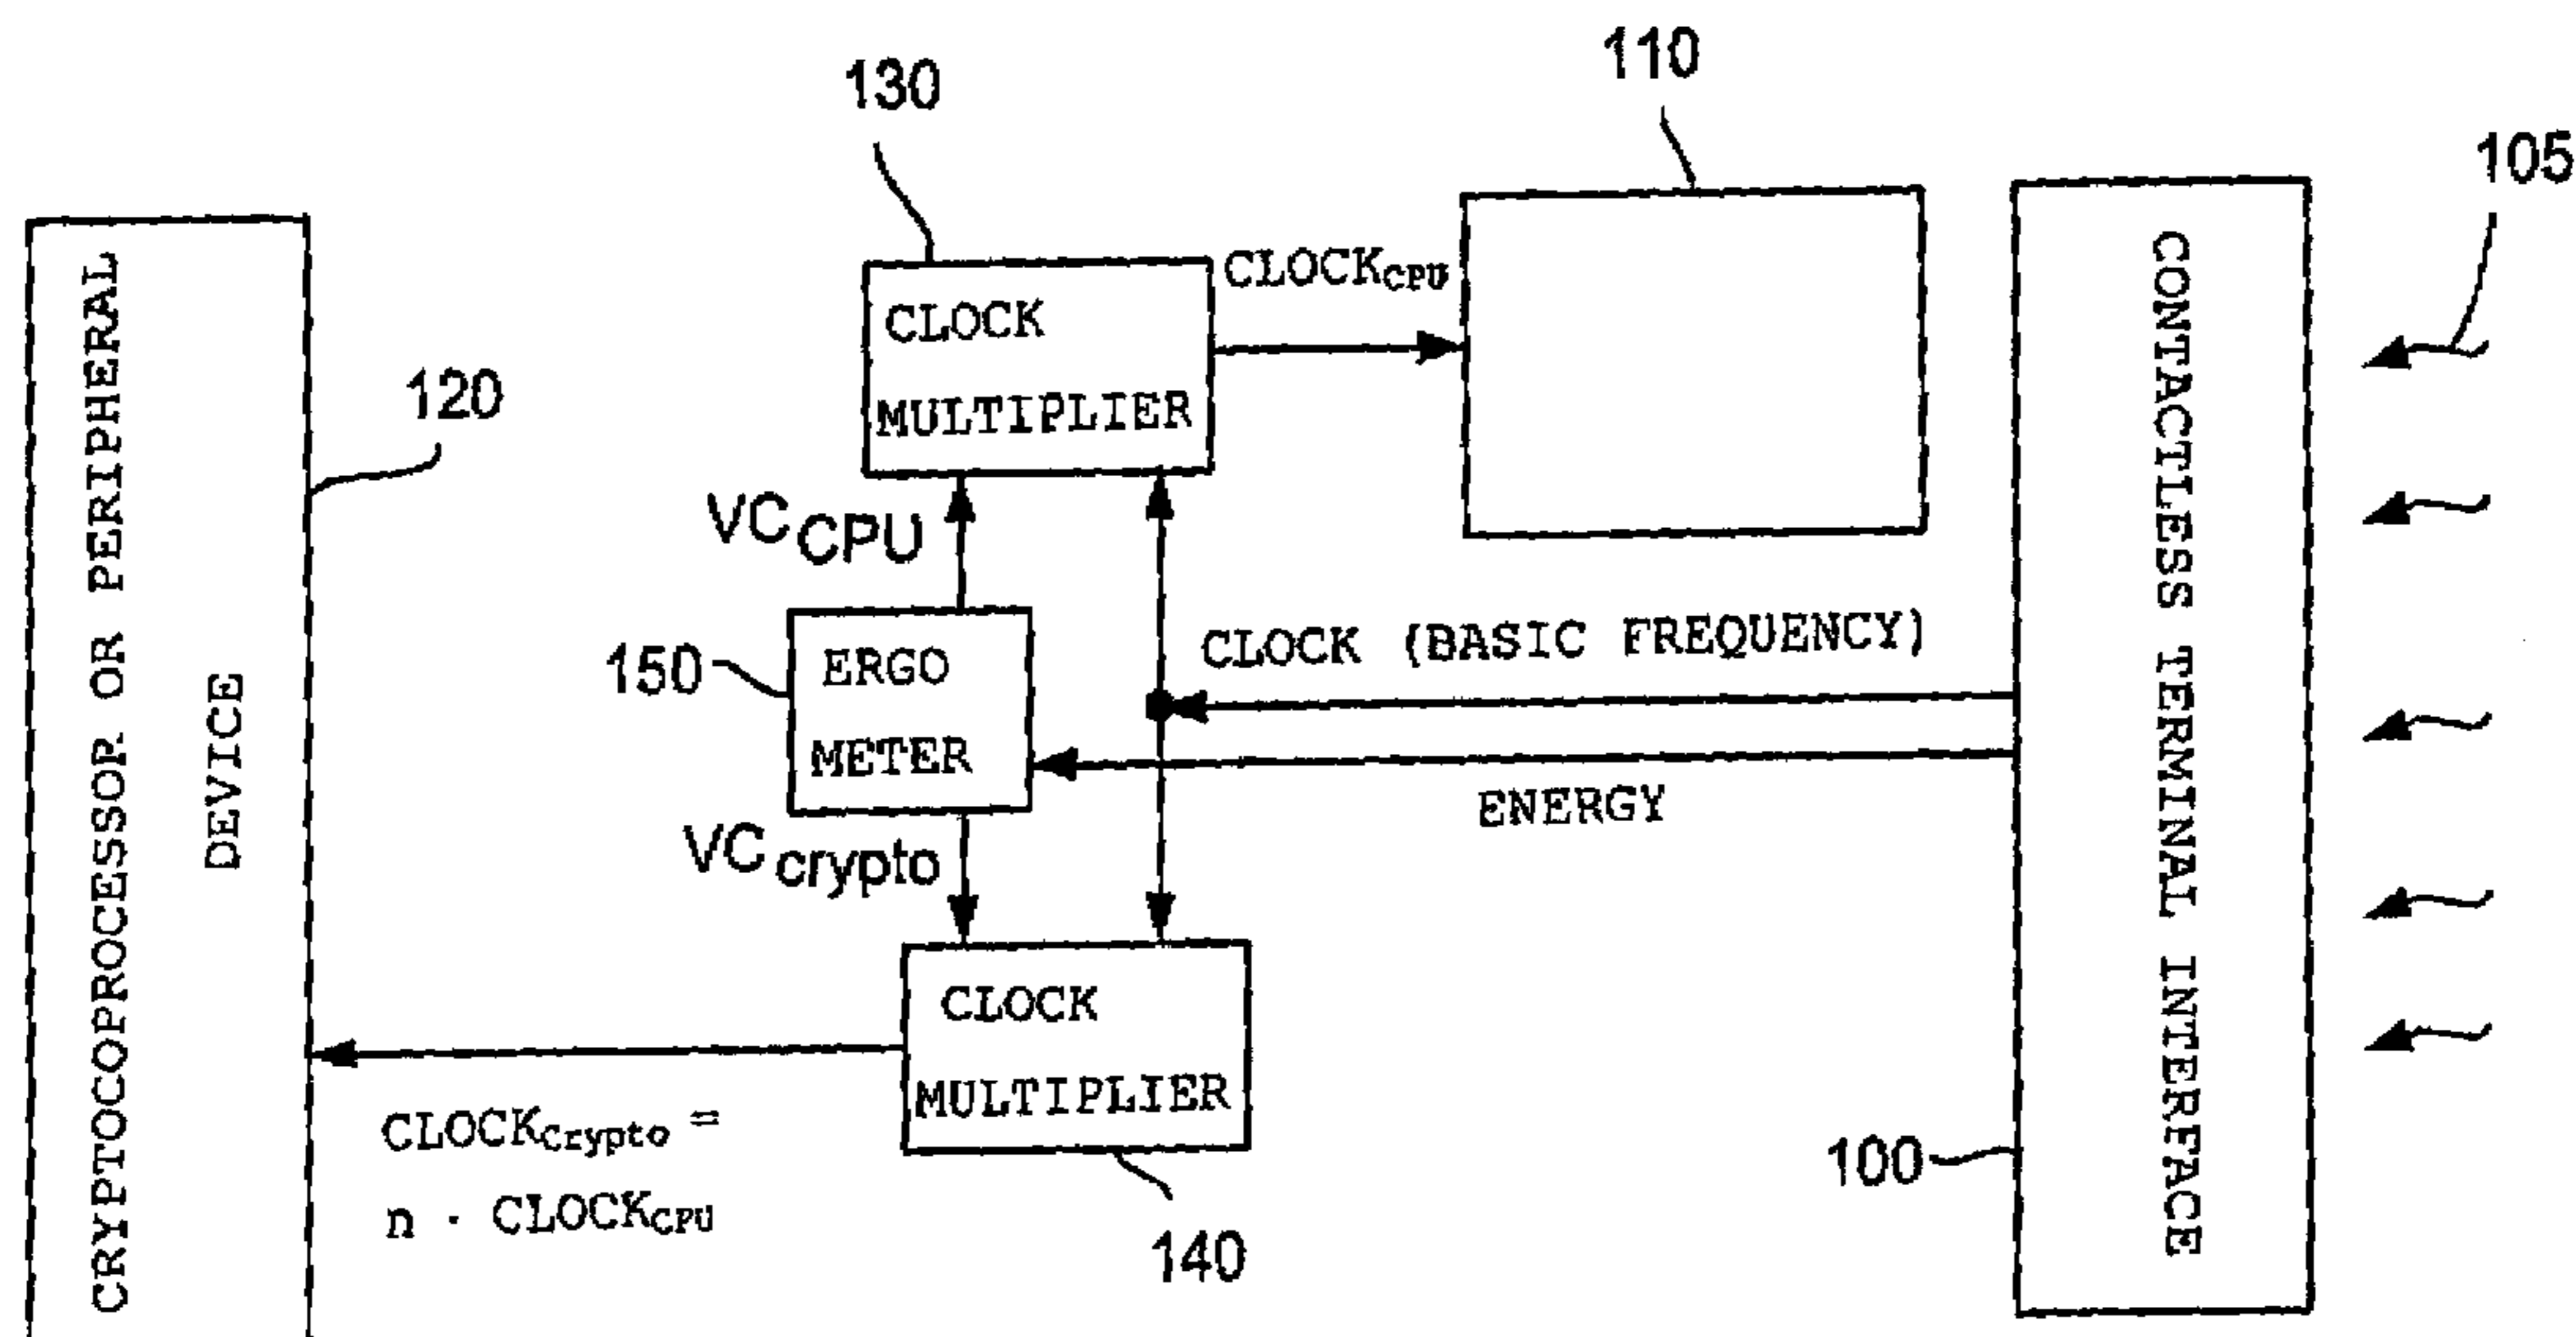 110
130
105
CLOCKCPU
CLOCK
MULTIPLIER
120
CRYPTOCOPROCESSOR OR PERIPHERAL
DEVICE
VCCPU
CONTACTLESS TERMINAL INTERFACE
CLOCK (BASIC FREQUENCY)
150
ERGO
METER
ENERGY
VCcrypto
CLOCK
MULTIPLIER
CLOCKCrypto =
n · CLOCKCPU
100
140